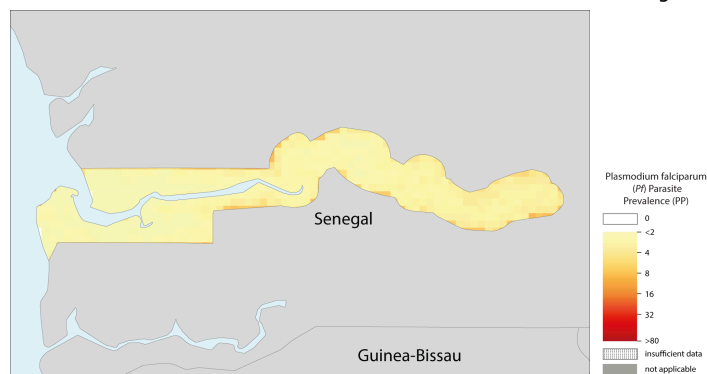 Senegal
Guinea-Bissau
Plasmodium falciparum
(Pf) Parasite
Prevalence (PP)
0
<2
4
8
16
32
>80
insufficient data
not applicable